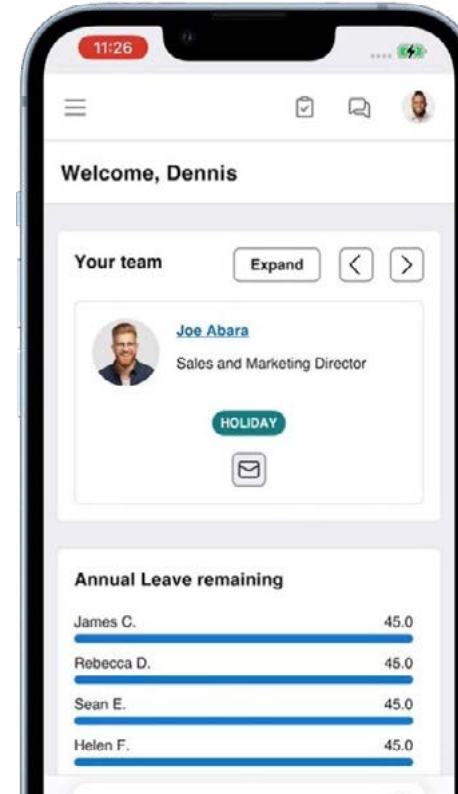 11:26
Welcome, Dennis
Your team
Expand
Joe Abara
Sales and Marketing Director
HOLIDAY
Annual Leave remaining
James C. 45.0
Rebecca D. 45.0
Sean E. 45.0
Helen F. 45.0